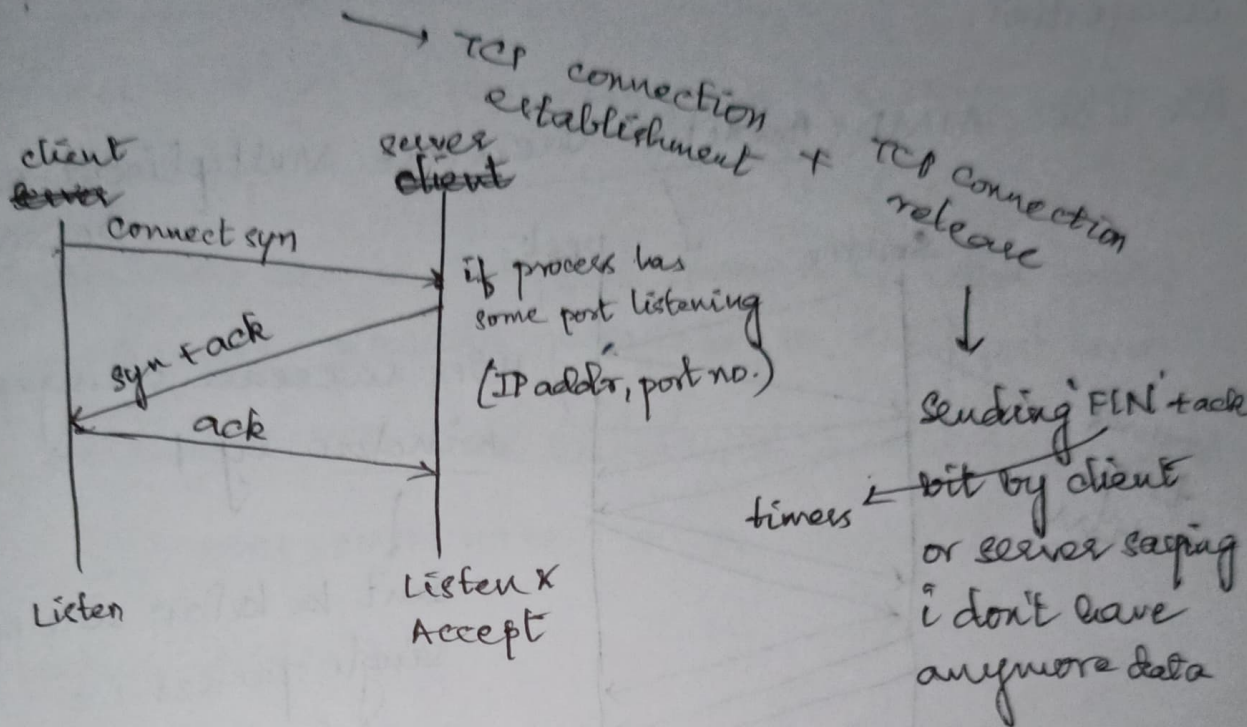 → TCP connection
establishment + TCP connection
release
client
server
server
client
connect syn
if process has
some port listening
(IP addr, port no.)
syn + ack
ack
Listen
Listen x
Accept
↓
sending 'FIN' + ack
bit by client
or server saying
i don't have
anymore data
timers ←